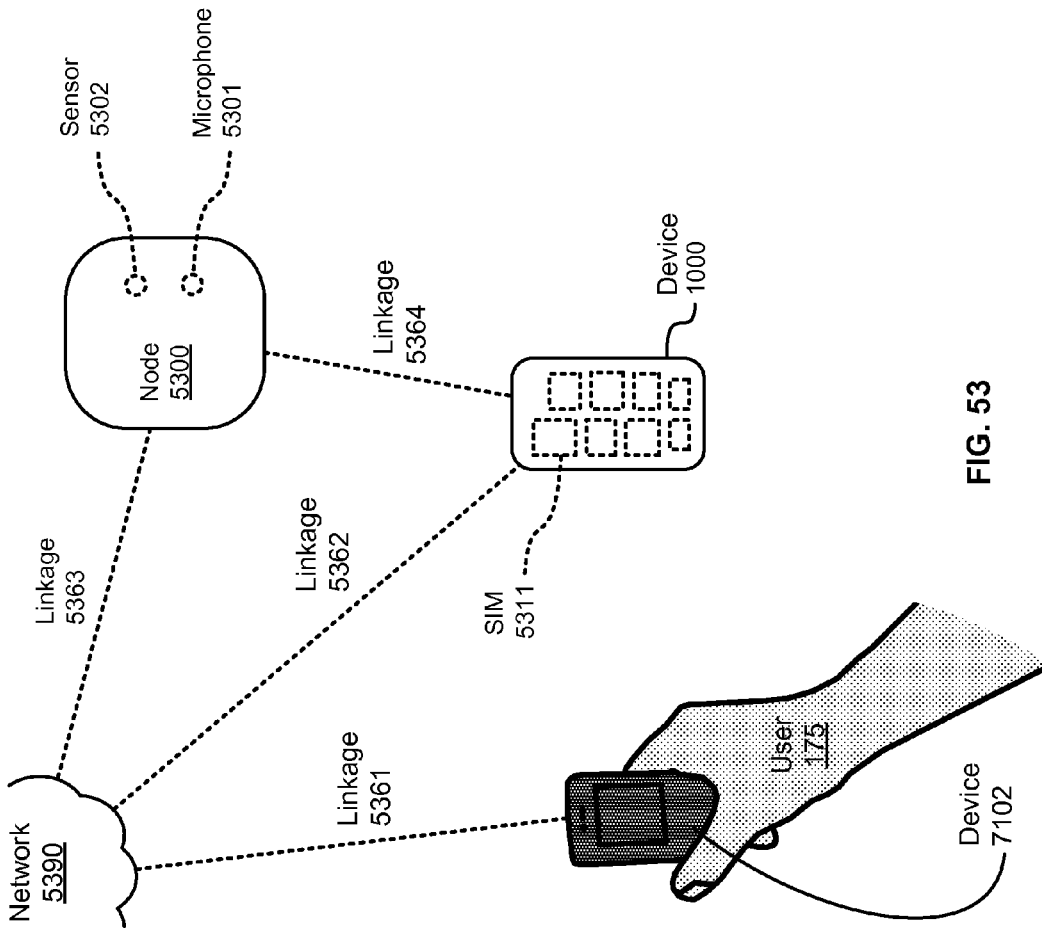 Network
5390
Linkage
5363
Node
5300
Sensor
5302
Microphone
5301
Linkage
5361
Linkage
5362
Linkage
5364
SIM
5311
Device
1000
User
175
Device
7102
FIG. 53